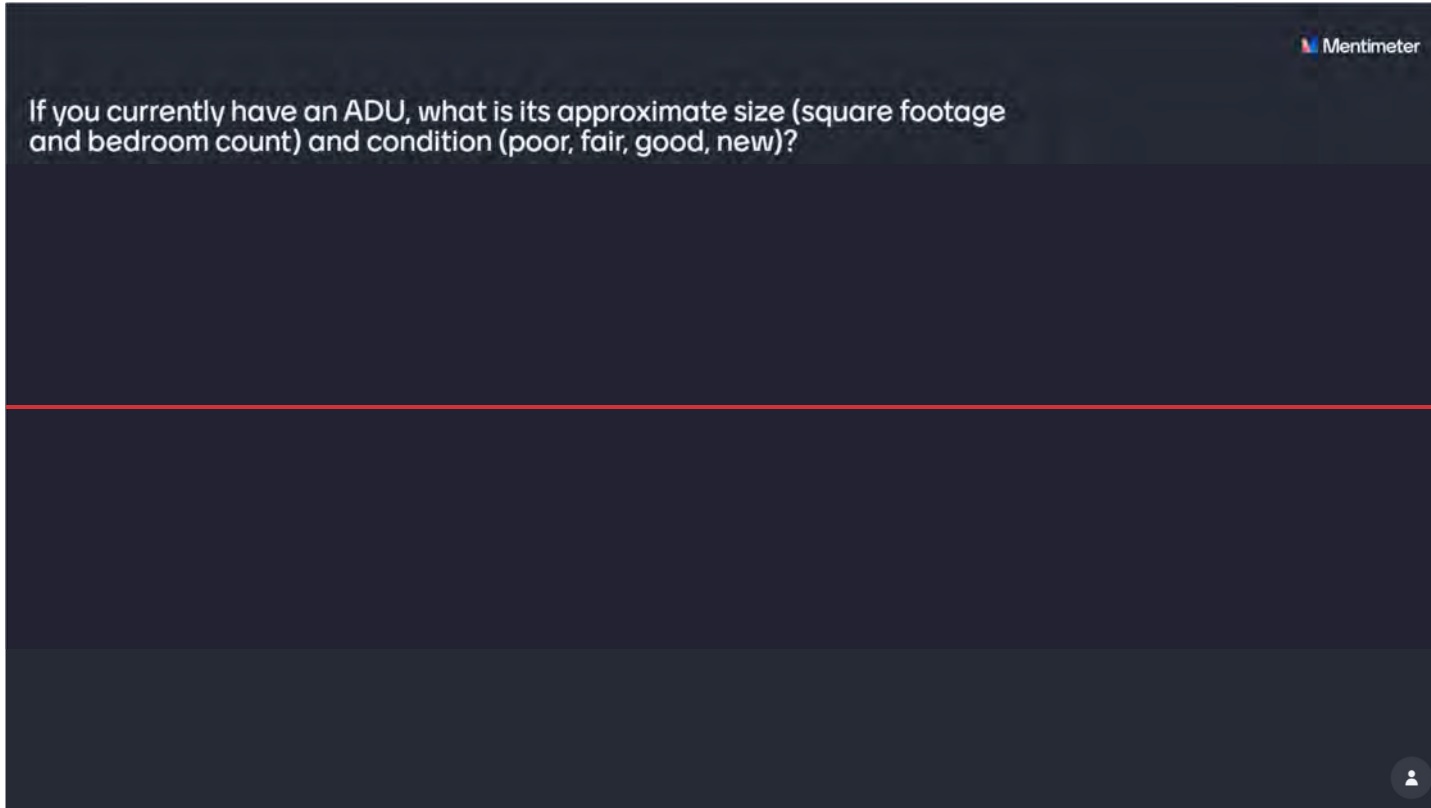 Mentimeter
If you currently have an ADU, what is its approximate size (square footage
and bedroom count) and condition (poor, fair, good, new)?